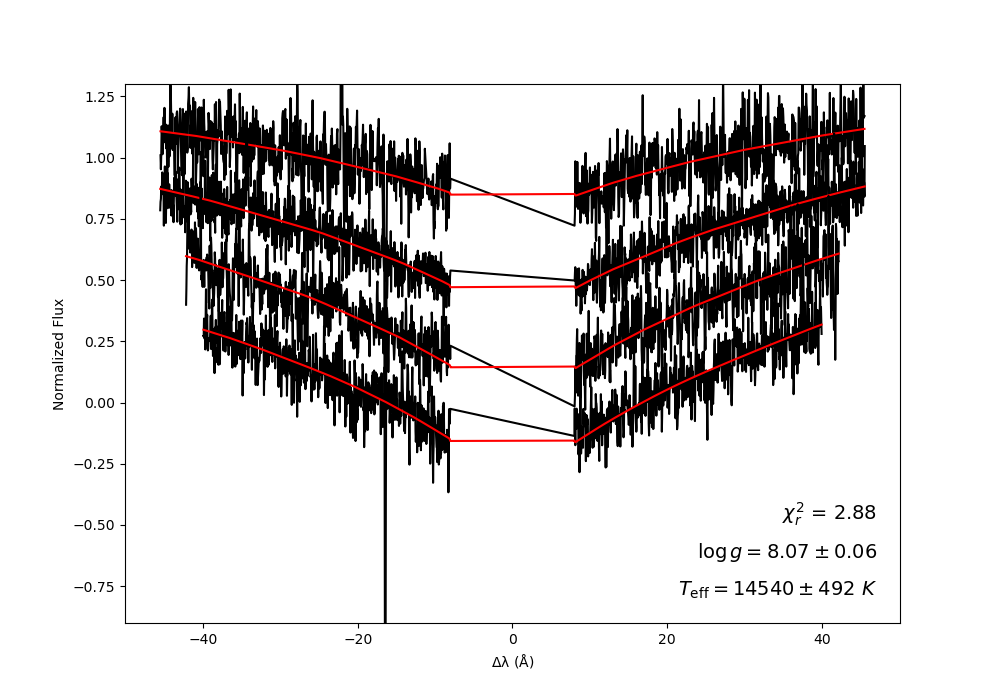 1.25
1.00
0.75
0.50
0.25
0.00
−0.25
−0.50
−0.75
Normalized Flux
χ²ᵣ = 2.88
log g = 8.07 ± 0.06
T_eff = 14540 ± 492 K
−40 −20 0 20 40
Δλ (Å)